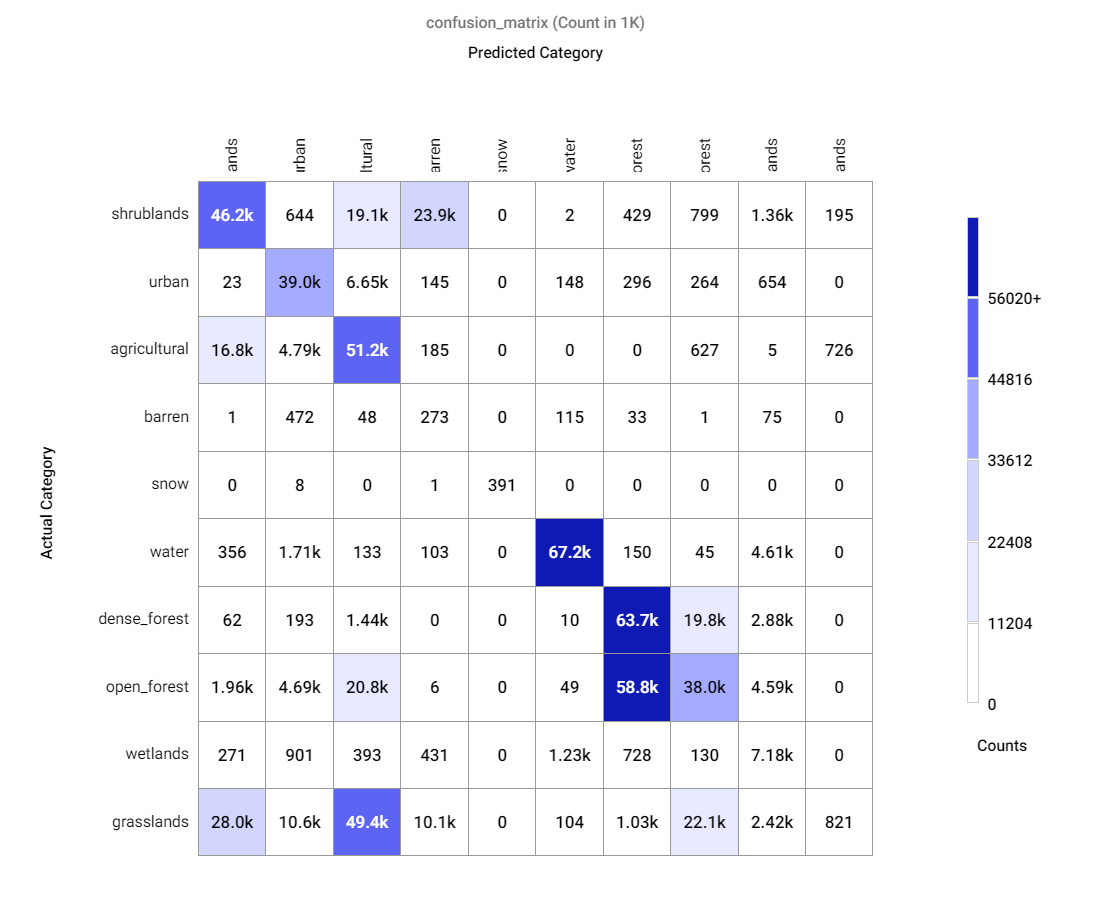 confusion_matrix (Count in 1K)
Predicted Category
ands urban ltural arren snow vater orest orest ands ands
shrublands 46.2k 644 19.1k 23.9k 0 2 429 799 1.36k 195
urban 23 39.0k 6.65k 145 0 148 296 264 654 0
agricultural 16.8k 4.79k 51.2k 185 0 0 0 627 5 726
barren 1 472 48 273 0 115 33 1 75 0
snow 0 8 0 1 391 0 0 0 0 0
water 356 1.71k 133 103 0 67.2k 150 45 4.61k 0
dense_forest 62 193 1.44k 0 0 10 63.7k 19.8k 2.88k 0
open_forest 1.96k 4.69k 20.8k 6 0 49 58.8k 38.0k 4.59k 0
wetlands 271 901 393 431 0 1.23k 728 130 7.18k 0
grasslands 28.0k 10.6k 49.4k 10.1k 0 104 1.03k 22.1k 2.42k 821
Actual Category
56020+
44816
33612
22408
11204
0
Counts